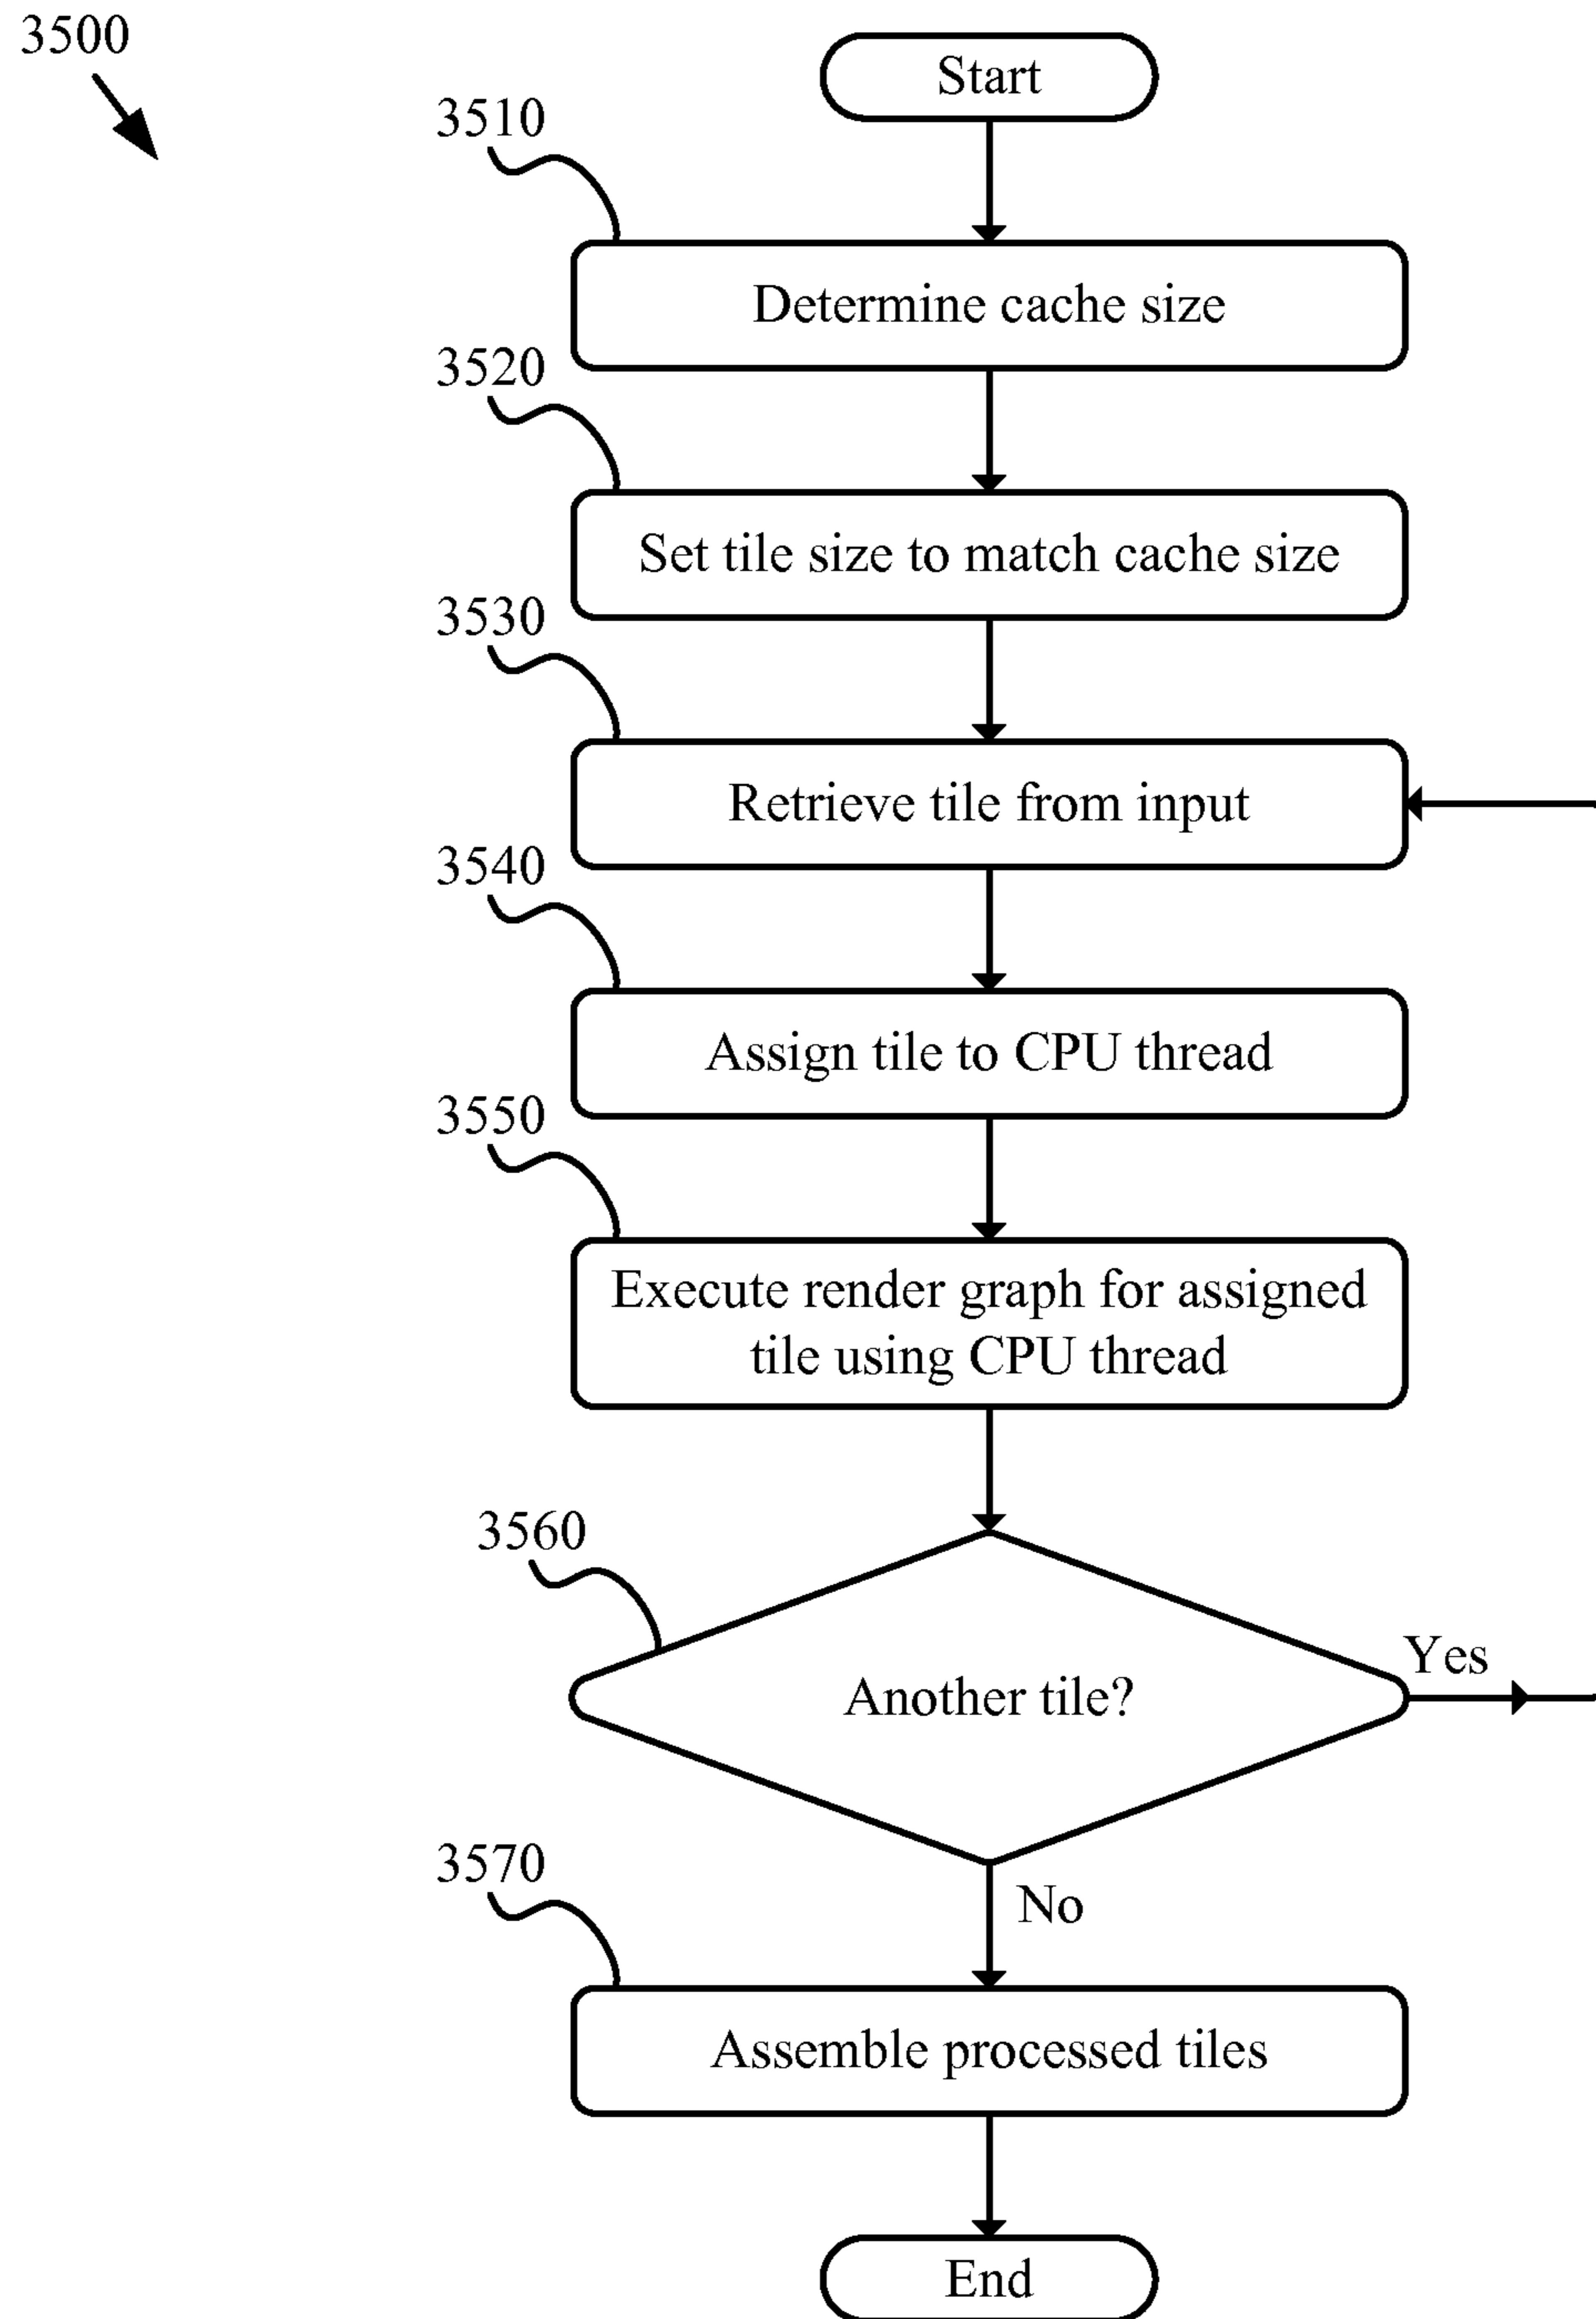 3500
Start
3510
Determine cache size
3520
Set tile size to match cache size
3530
Retrieve tile from input
3540
Assign tile to CPU thread
3550
Execute render graph for assigned
tile using CPU thread
3560
Another tile?
Yes
No
3570
Assemble processed tiles
End